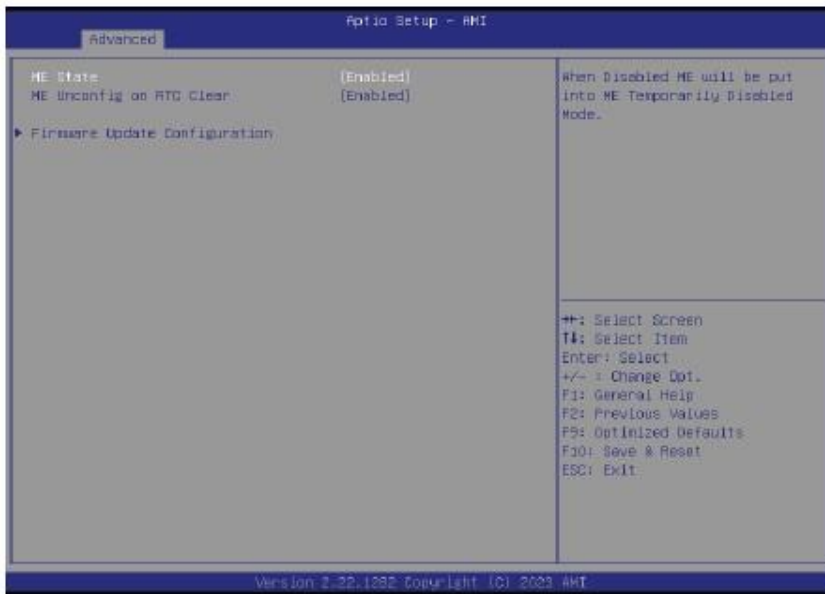 Aptio Setup - AMI
Advanced
ME State [Enabled]
ME Unconfig on RTC Clear [Enabled]
Firmware Update Configuration
When Disabled ME will be put
into ME Temporarily Disabled
Mode.
→←: Select Screen
↑↓: Select Item
Enter: Select
+/- : Change Opt.
F1: General Help
F2: Previous Values
F9: Optimized Defaults
F10: Save & Reset
ESC: Exit
Version 2.22.1282 Copyright (C) 2023 AMI